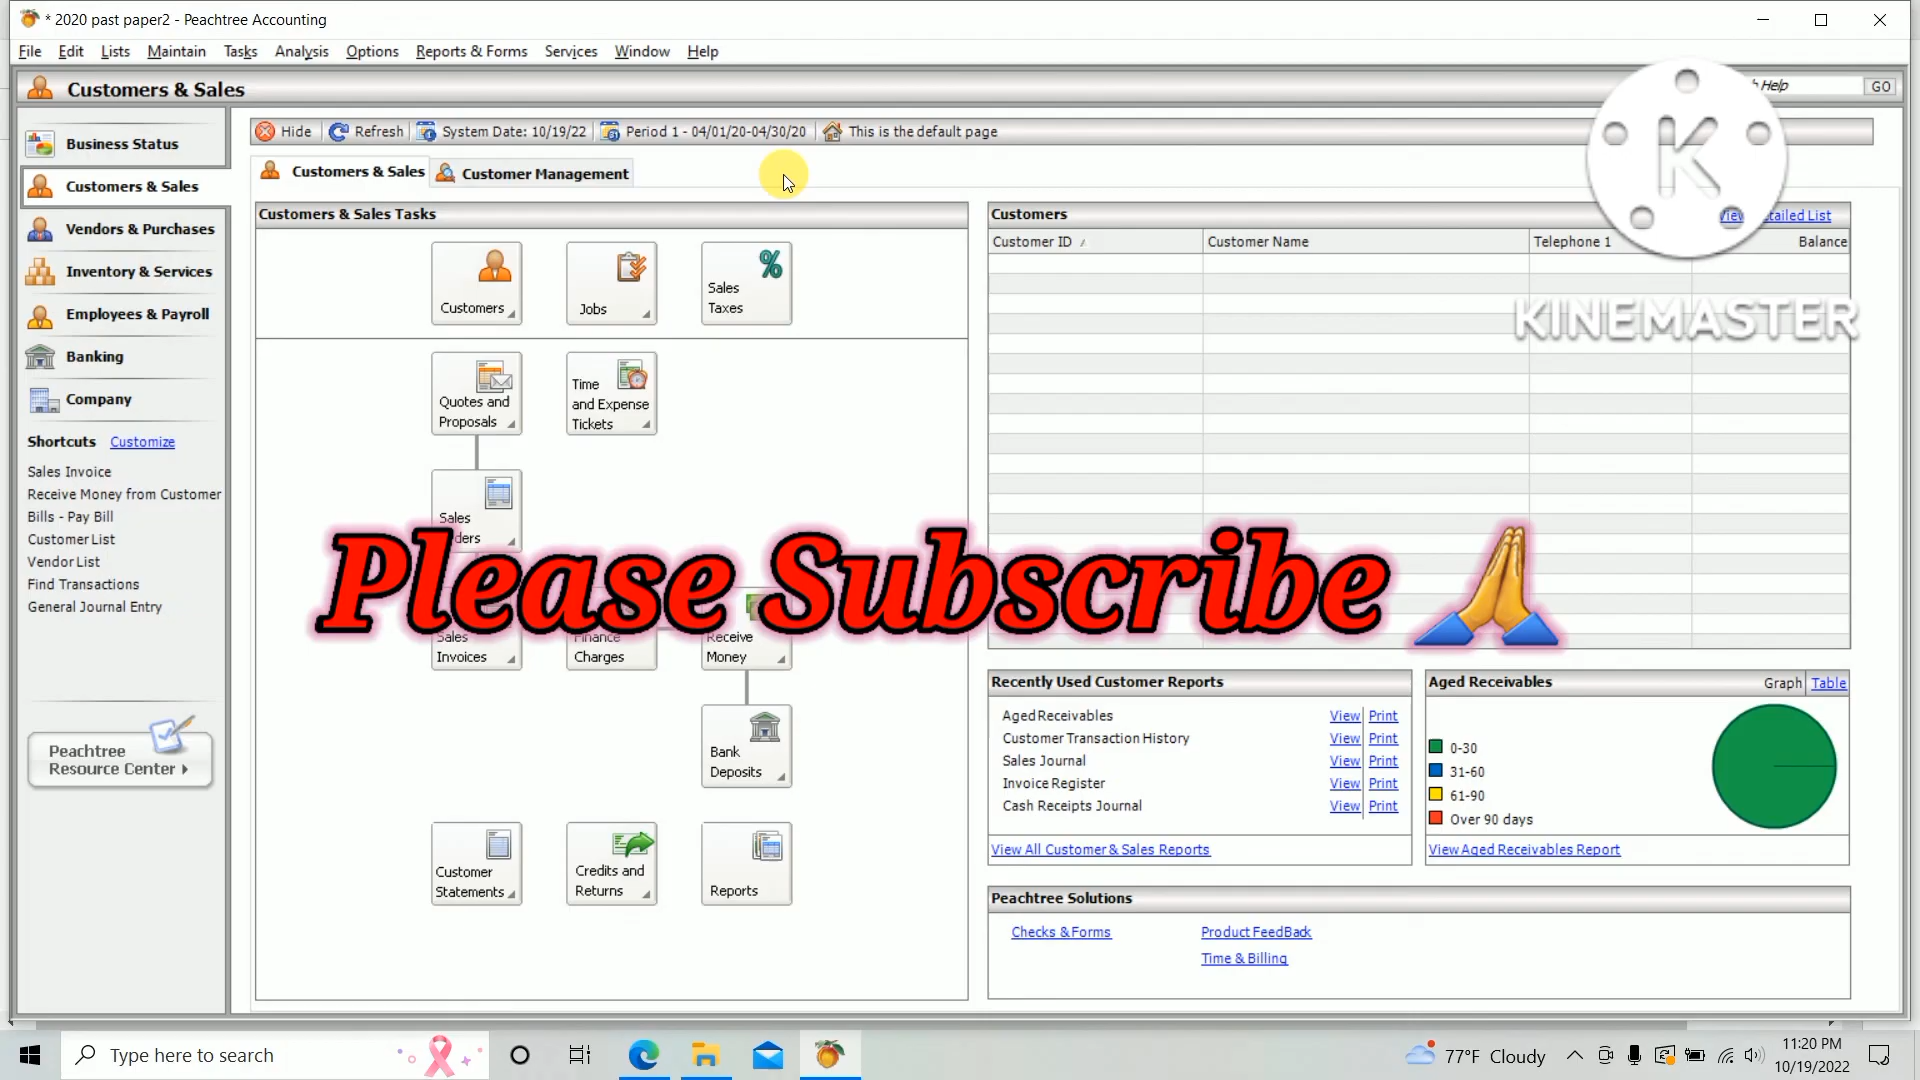 * 2020 past paper2 - Peachtree Accounting
File Edit Lists Maintain Tasks Analysis Options Reports & Forms Services Window Help
Customers & Sales
Help GO
Hide Refresh System Date: 10/19/22 Period 1 - 04/01/20-04/30/20 This is the default page
Business Status
Customers & Sales
Vendors & Purchases
Inventory & Services
Employees & Payroll
Banking
Company
Shortcuts Customize
Sales Invoice
Receive Money from Customer
Bills - Pay Bill
Customer List
Vendor List
Find Transactions
General Journal Entry
Peachtree
Resource Center
Customers & Sales Customer Management
Customers & Sales Tasks
Customers
Jobs
Sales
Taxes
Quotes and
Proposals
Time
and Expense
Tickets
Sales
Please Subscribe 🙏
Sales
Invoices
Finance
Charges
Receive
Money
Bank
Deposits
Customer
Statements
Credits and
Returns
Reports
Customers
Customer ID Customer Name Telephone 1 Balance
K
KINEMASTER
Recently Used Customer Reports
Aged Receivables View Print
Customer Transaction History View Print
Sales Journal View Print
Invoice Register View Print
Cash Receipts Journal View Print
View All Customer & Sales Reports
Aged Receivables Graph Table
0-30
31-60
61-90
Over 90 days
View Aged Receivables Report
Peachtree Solutions
Checks & Forms Product FeedBack
Time & Billing
Type here to search
77°F Cloudy
11:20 PM
10/19/2022